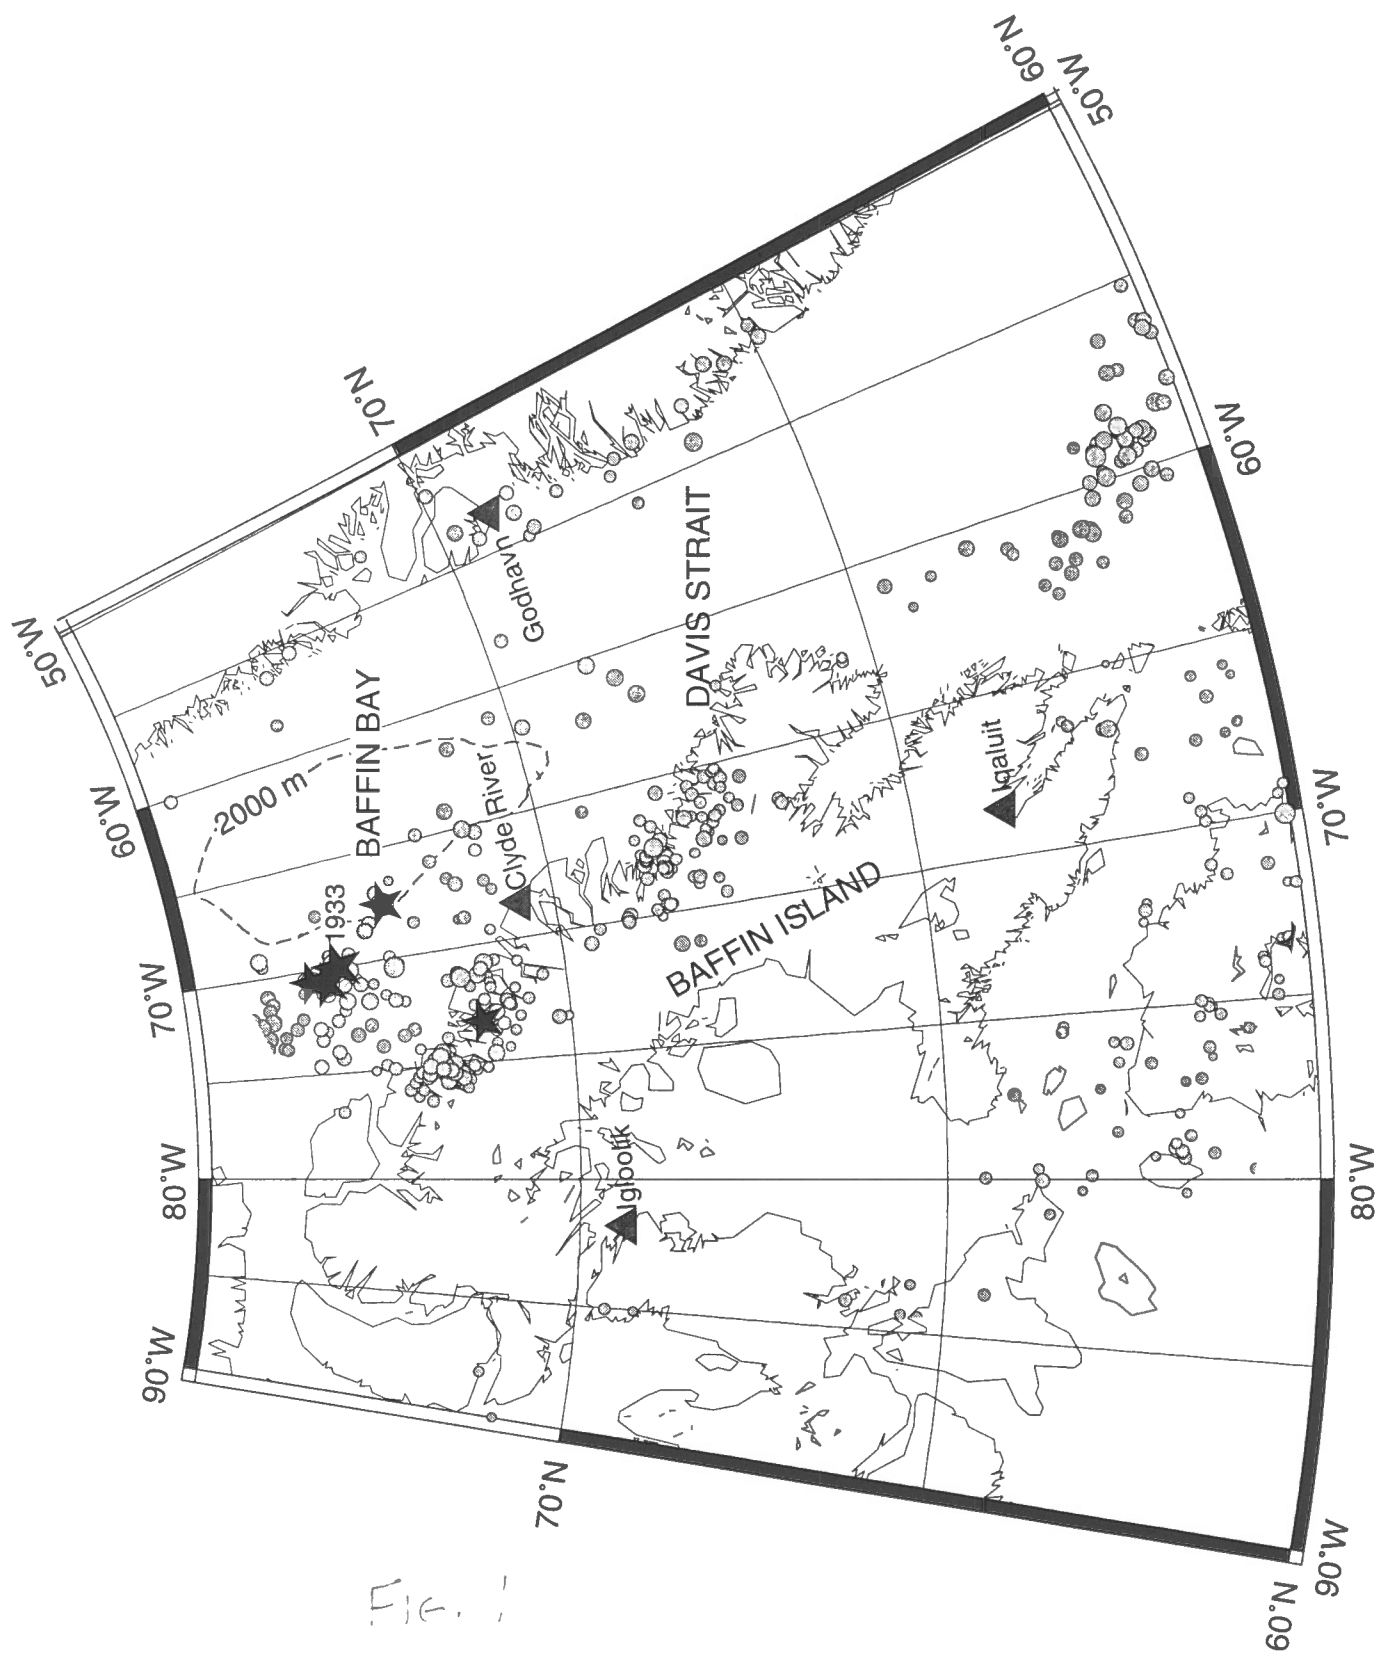 60°N
50°W
70°N
50°W
60°W
BAFFIN BAY
2000 m
Godhavn
DAVIS STRAIT
60°W
Clyde River
1933
Iqaluit
70°W
70°W
BAFFIN ISLAND
80°W
Igloolik
80°W
90°W
70°N
90°W
60°N
FIG. 1